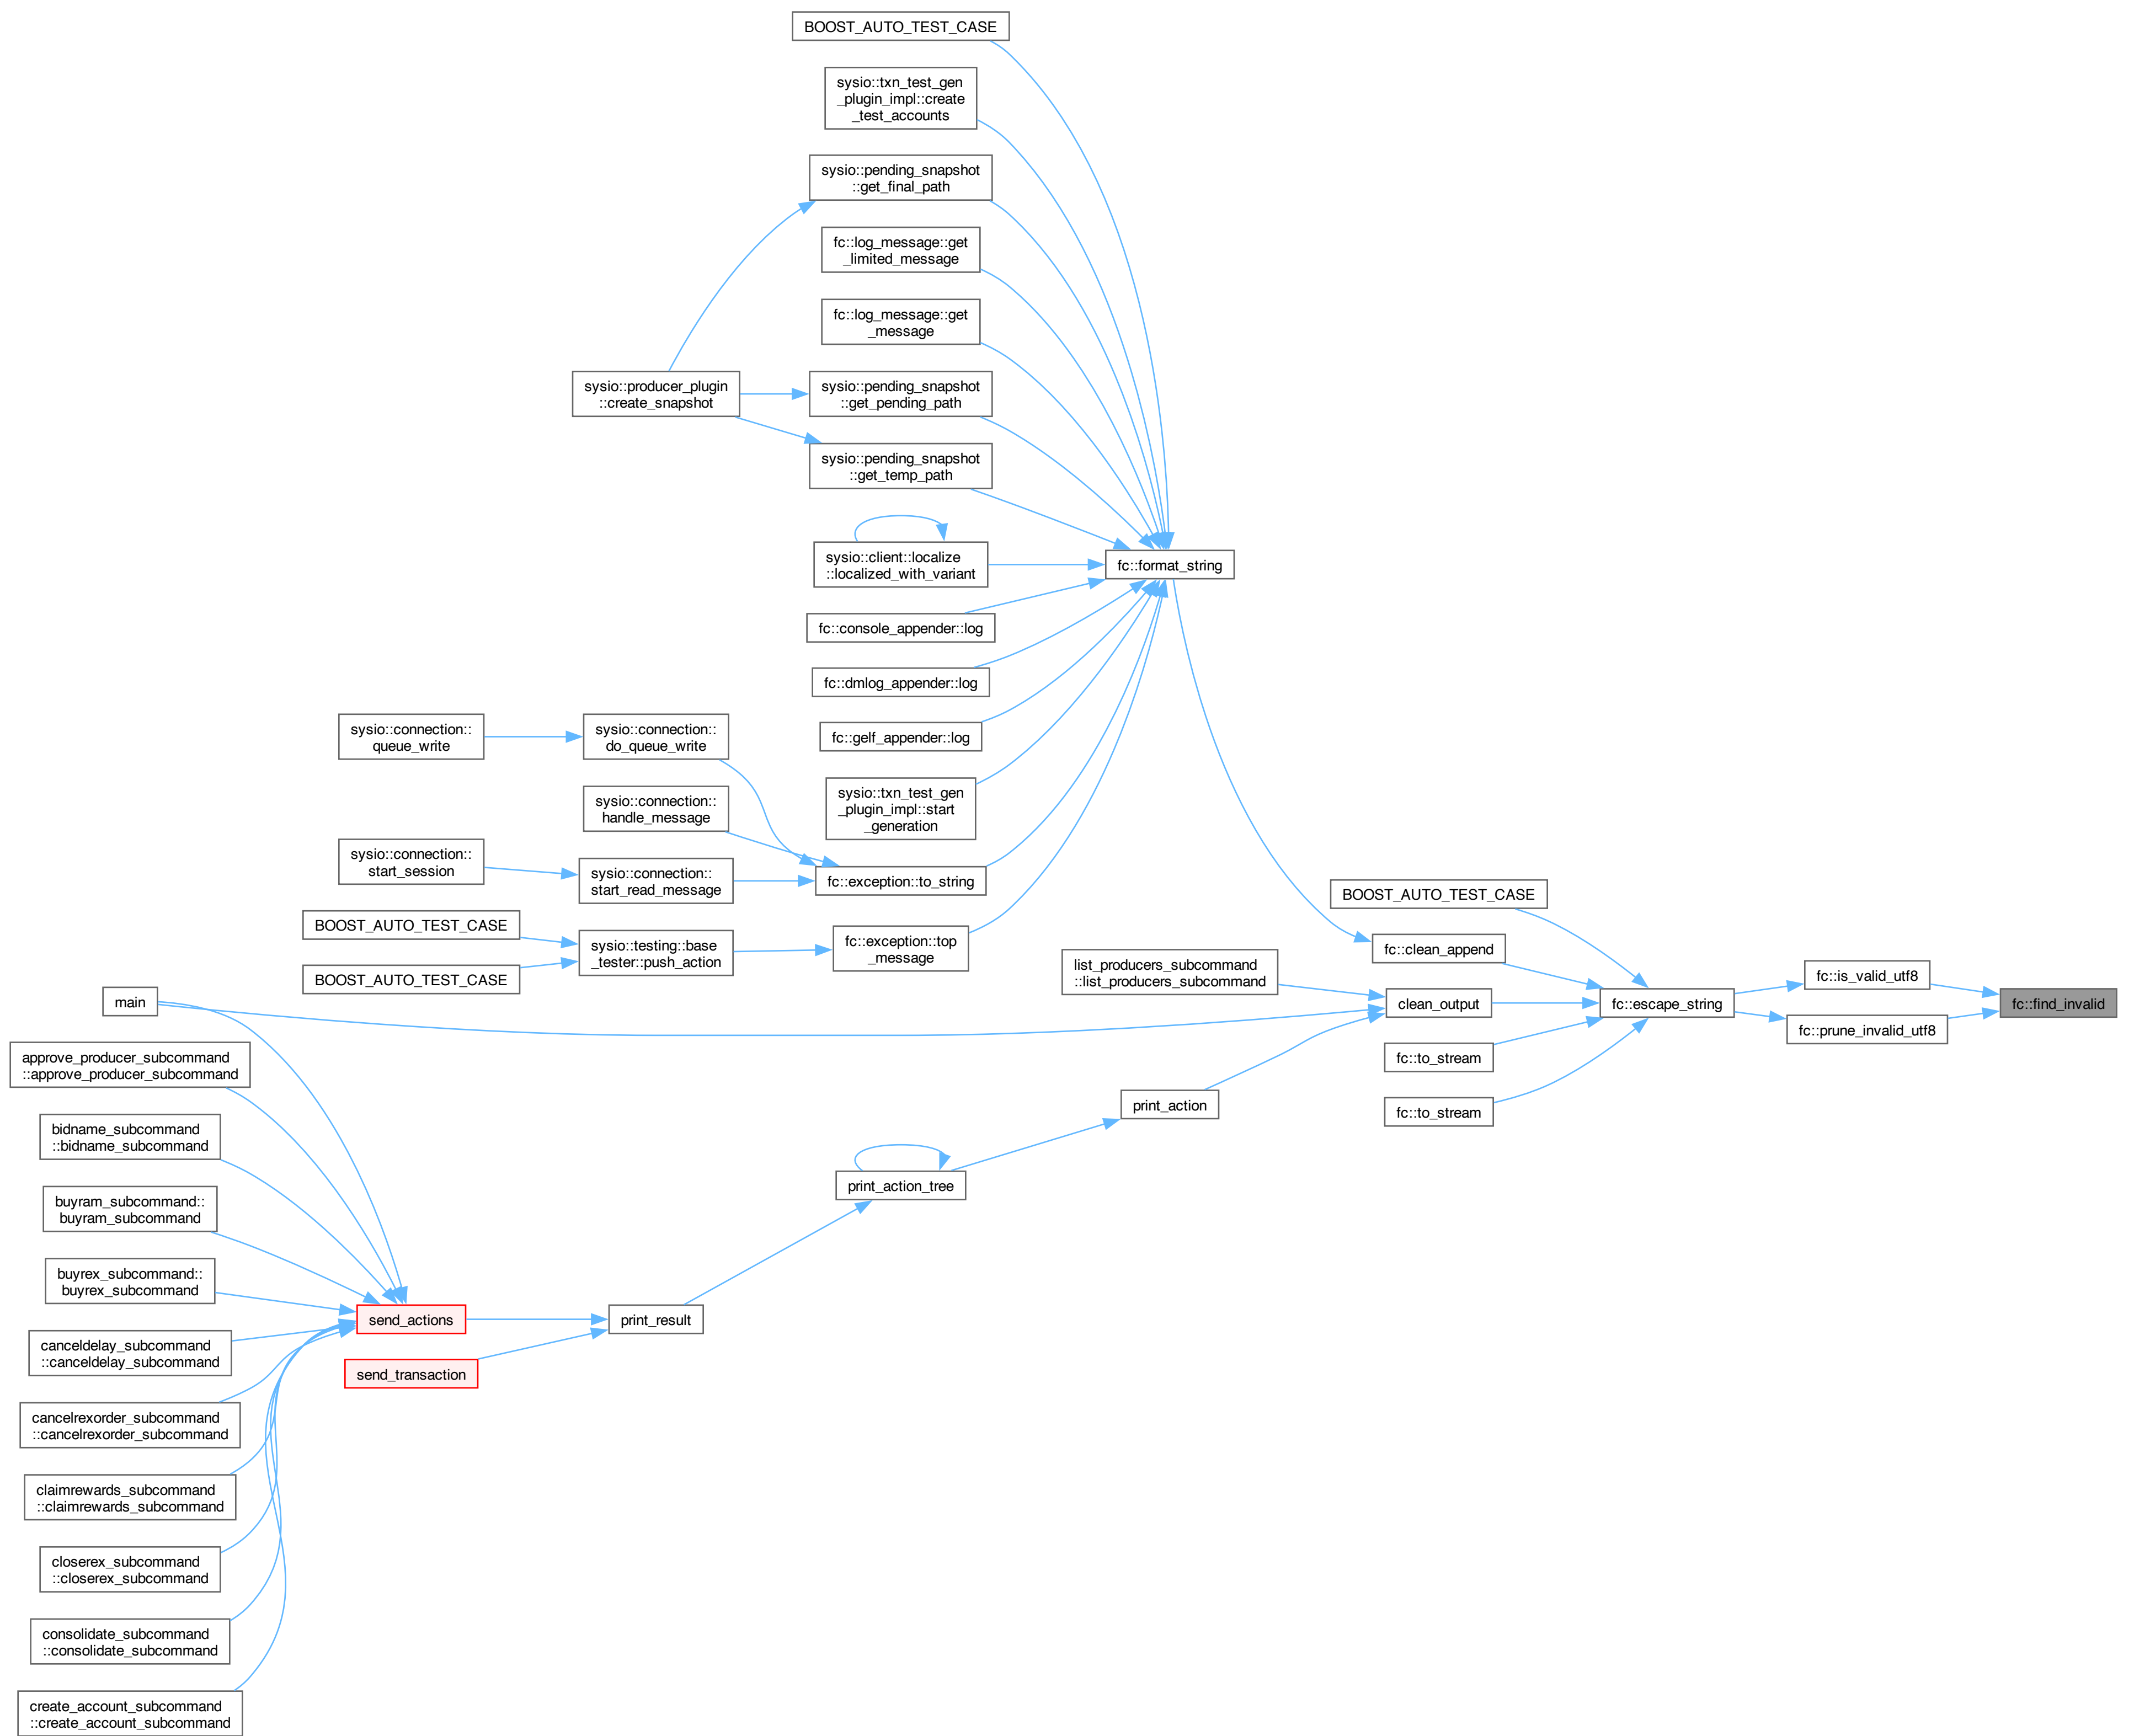 BOOST_AUTO_TEST_CASE
sysio::txn_test_gen
_plugin_impl::create
_test_accounts
sysio::pending_snapshot
::get_final_path
fc::log_message::get
_limited_message
fc::log_message::get
_message
sysio::producer_plugin
::create_snapshot
sysio::pending_snapshot
::get_pending_path
sysio::pending_snapshot
::get_temp_path
sysio::client::localize
::localized_with_variant
fc::format_string
fc::console_appender::log
fc::dmlog_appender::log
fc::gelf_appender::log
sysio::connection::
queue_write
sysio::connection::
do_queue_write
sysio::connection::
handle_message
sysio::txn_test_gen
_plugin_impl::start
_generation
sysio::connection::
start_session
sysio::connection::
start_read_message
fc::exception::to_string
BOOST_AUTO_TEST_CASE
BOOST_AUTO_TEST_CASE
sysio::testing::base
_tester::push_action
fc::exception::top
_message
BOOST_AUTO_TEST_CASE
fc::clean_append
list_producers_subcommand
::list_producers_subcommand
clean_output
fc::escape_string
fc::is_valid_utf8
fc::prune_invalid_utf8
fc::find_invalid
fc::to_stream
fc::to_stream
main
print_action
print_action_tree
print_result
send_actions
send_transaction
approve_producer_subcommand
::approve_producer_subcommand
bidname_subcommand
::bidname_subcommand
buyram_subcommand::
buyram_subcommand
buyrex_subcommand::
buyrex_subcommand
canceldelay_subcommand
::canceldelay_subcommand
cancelrexorder_subcommand
::cancelrexorder_subcommand
claimrewards_subcommand
::claimrewards_subcommand
closerex_subcommand
::closerex_subcommand
consolidate_subcommand
::consolidate_subcommand
create_account_subcommand
::create_account_subcommand